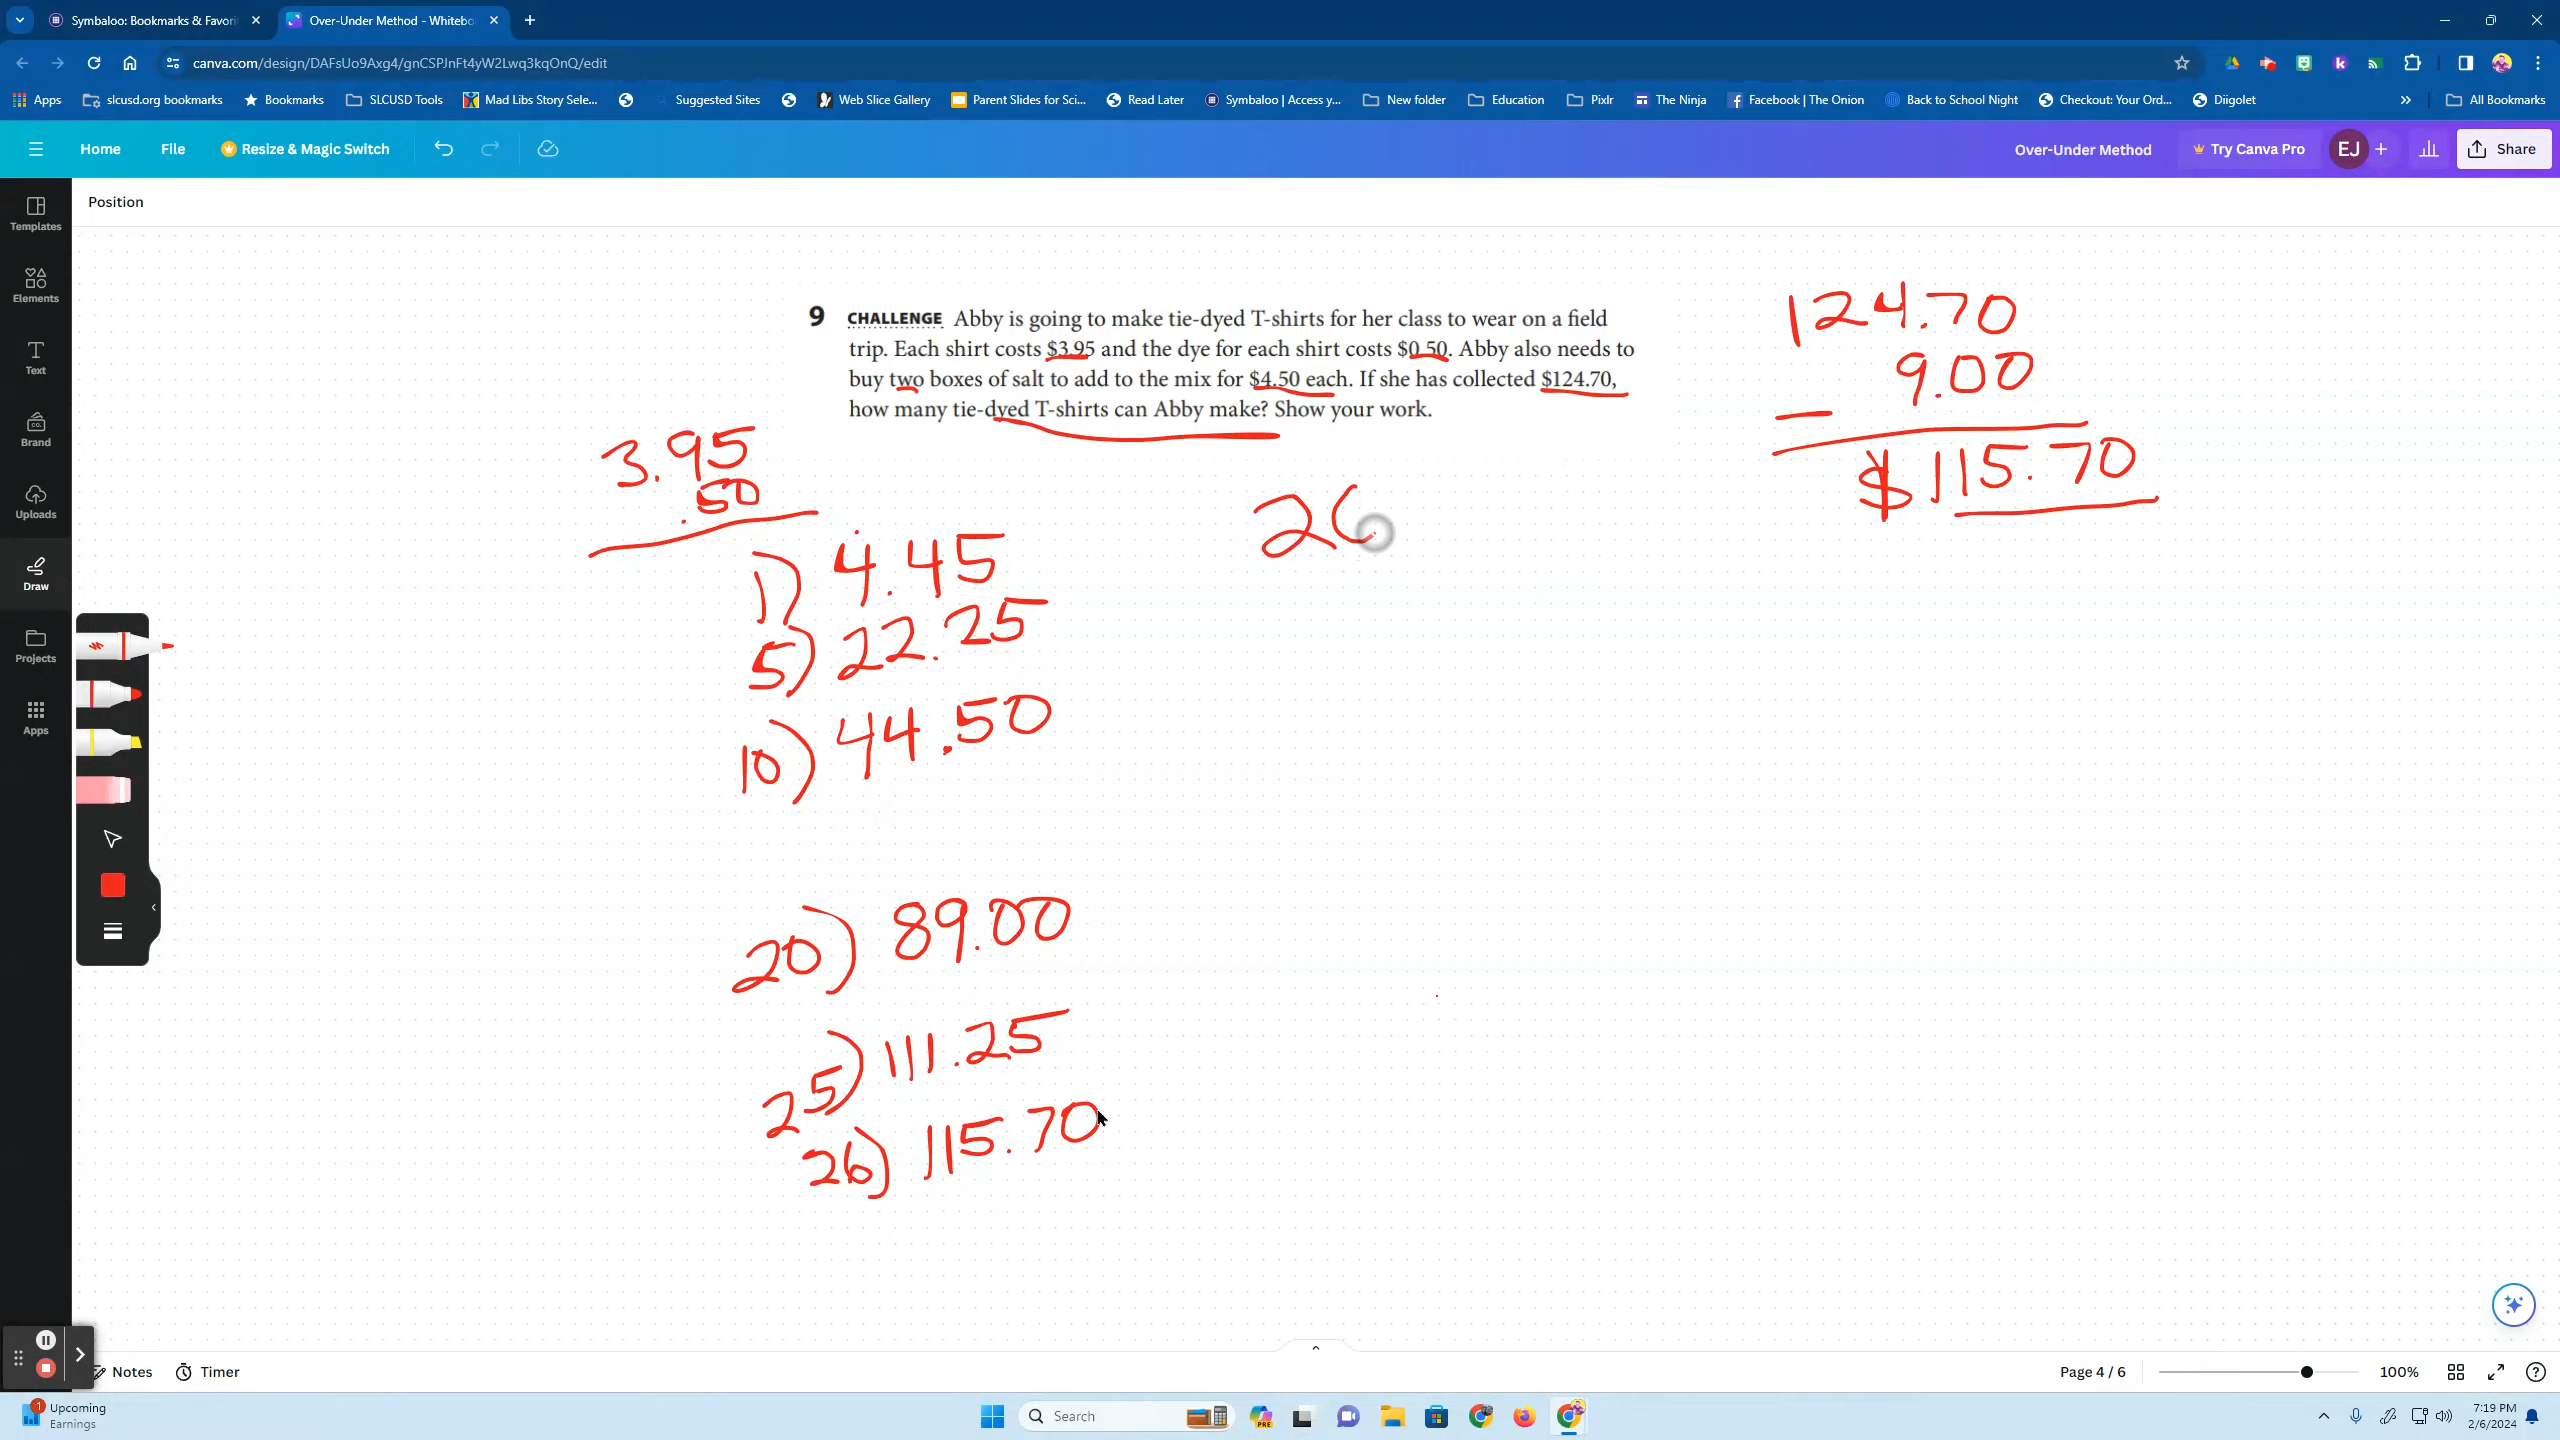 Symbaloo: Bookmarks & Favori
Over-Under Method - Whitebo
canva.com/design/DAFsUo9Axg4/gnCSPJnFt4yW2Lwq3kqOnQ/edit
Apps
slcusd.org bookmarks
Bookmarks
SLCUSD Tools
Mad Libs Story Sele...
Suggested Sites
Web Slice Gallery
Parent Slides for Sci...
Read Later
Symbaloo | Access y...
New folder
Education
Pixlr
The Ninja
Facebook | The Onion
Back to School Night
Checkout: Your Ord...
Diigolet
All Bookmarks
Home
File
Resize & Magic Switch
Over-Under Method
Try Canva Pro
EJ
Share
Position
Templates
Elements
Text
Brand
Uploads
Draw
Projects
Apps
9 CHALLENGE Abby is going to make tie-dyed T-shirts for her class to wear on a field
trip. Each shirt costs $3.95 and the dye for each shirt costs $0.50. Abby also needs to
buy two boxes of salt to add to the mix for $4.50 each. If she has collected $124.70,
how many tie-dyed T-shirts can Abby make? Show your work.
124.70
9.00
$115.70
3.95
.50
26
1) 4.45
5) 22.25
10) 44.50
20) 89.00
25) 111.25
26) 115.70
Notes
Timer
Page 4 / 6
100%
1
Upcoming
Earnings
Search
PRE
7:19 PM
2/6/2024